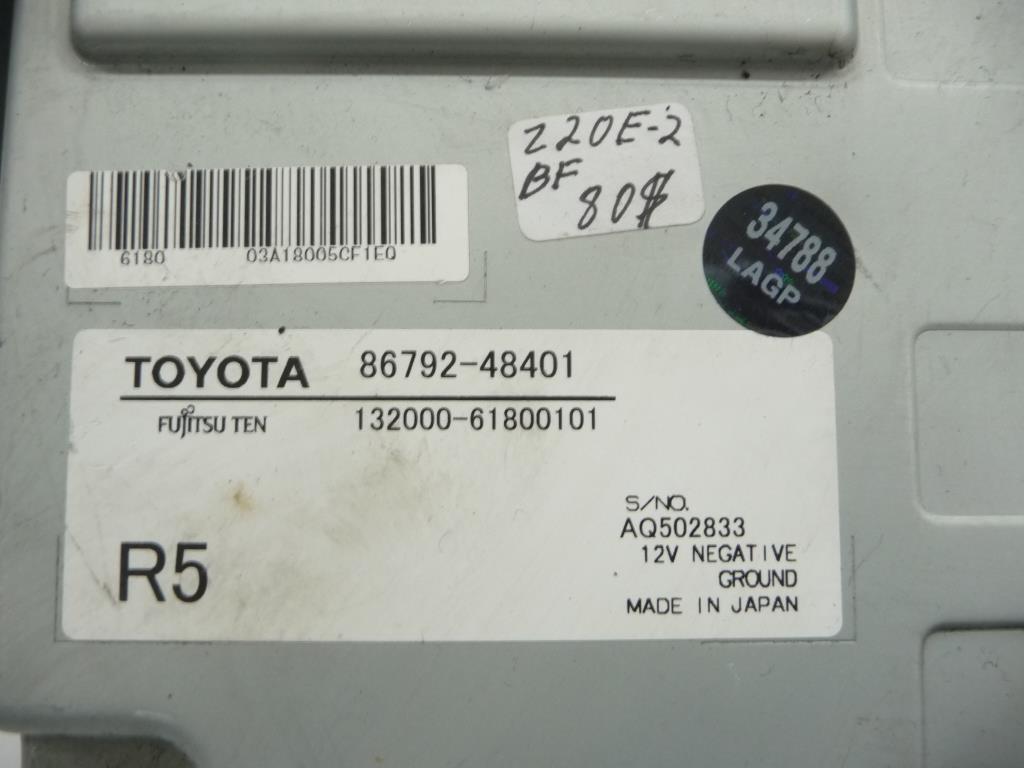 Z20E-2
BF
80$
34788
LAGP
6180 03A18005CF1EQ
TOYOTA 86792-48401
FUJITSU TEN 132000-61800101
S/NO.
AQ502833
12V NEGATIVE
GROUND
R5
MADE IN JAPAN